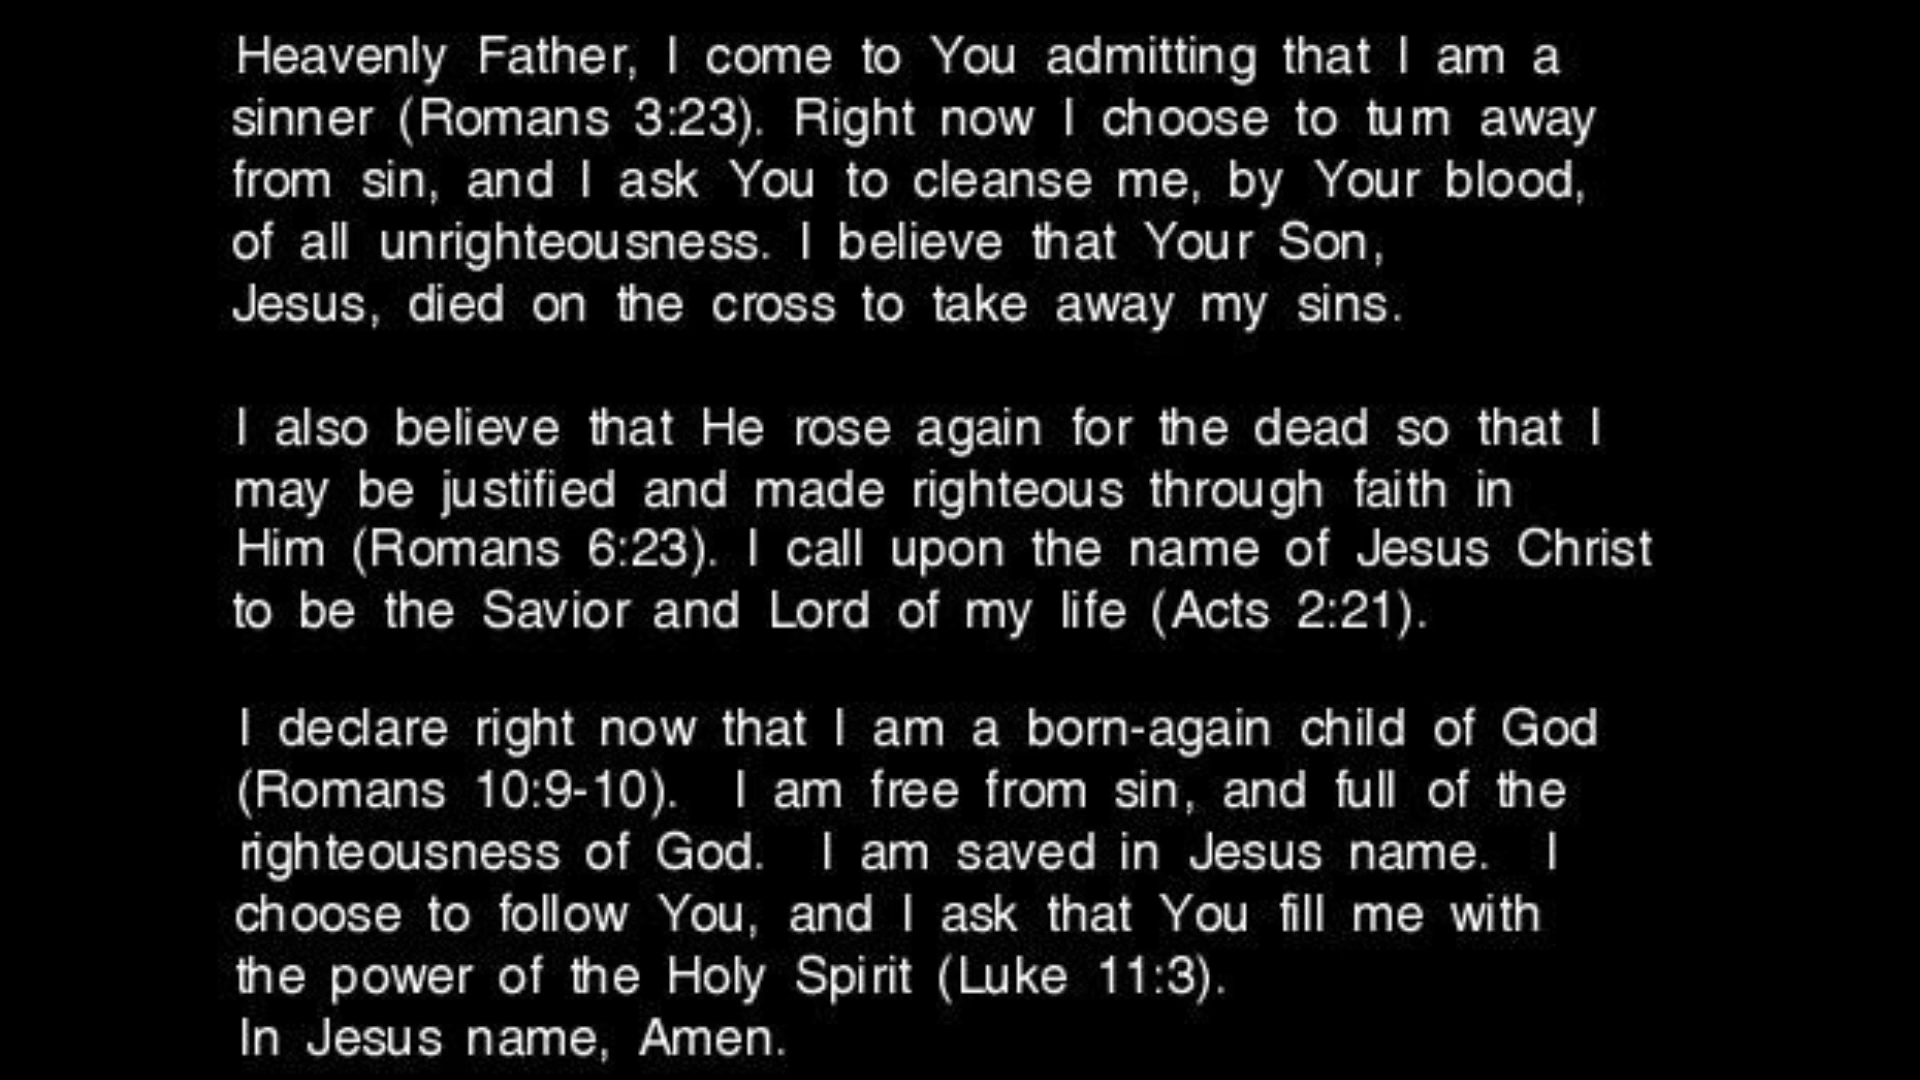 Heavenly Father, I come to You admitting that I am a
sinner (Romans 3:23). Right now I choose to turn away
from sin, and I ask You to cleanse me, by Your blood,
of all unrighteousness. I believe that Your Son,
Jesus, died on the cross to take away my sins.
I also believe that He rose again for the dead so that I
may be justified and made righteous through faith in
Him (Romans 6:23). I call upon the name of Jesus Christ
to be the Savior and Lord of my life (Acts 2:21).
I declare right now that I am a born-again child of God
(Romans 10:9-10). I am free from sin, and full of the
righteousness of God. I am saved in Jesus name. I
choose to follow You, and I ask that You fill me with
the power of the Holy Spirit (Luke 11:3).
In Jesus name, Amen.